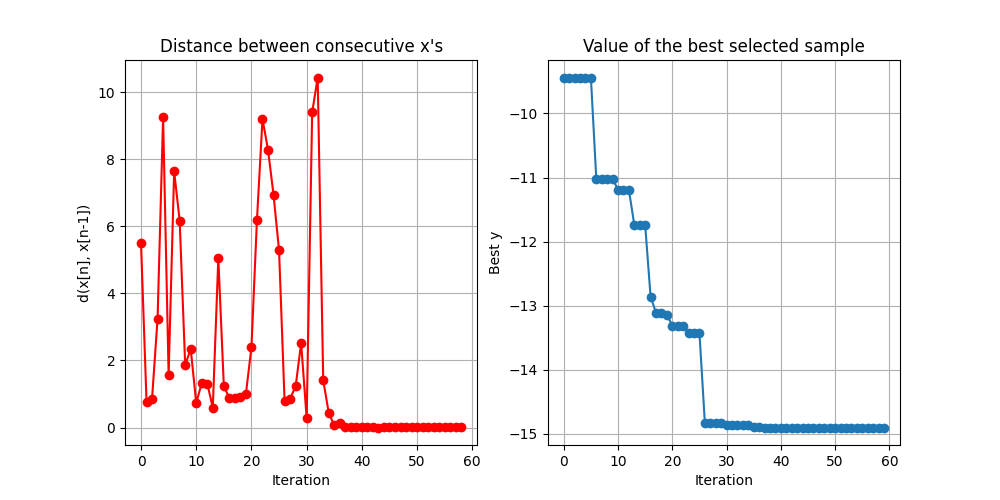 Distance between consecutive x's
d(x[n], x[n-1])
10
8
6
4
2
0
0 10 20 30 40 50 60
Iteration
Value of the best selected sample
Best y
−10
−11
−12
−13
−14
−15
0 10 20 30 40 50 60
Iteration